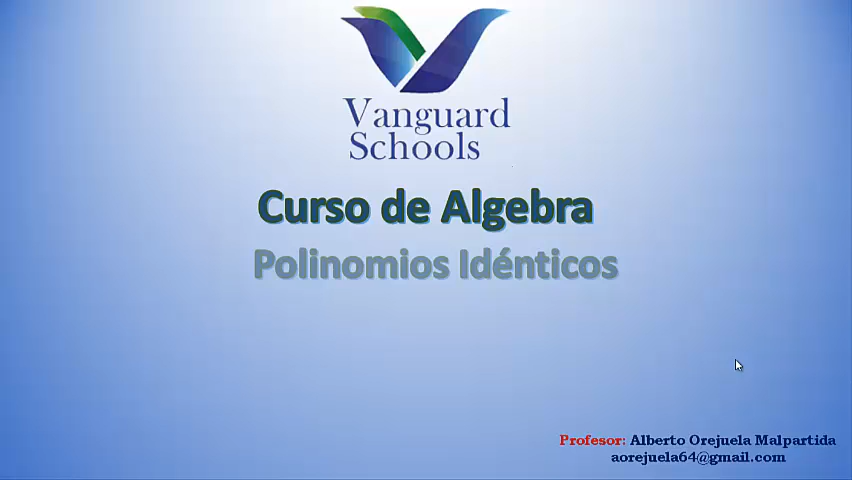 Vanguard
Schools
Curso de Algebra
Polinomios Idénticos
Profesor: Alberto Orejuela Malpartida
aorejuela64@gmail.com